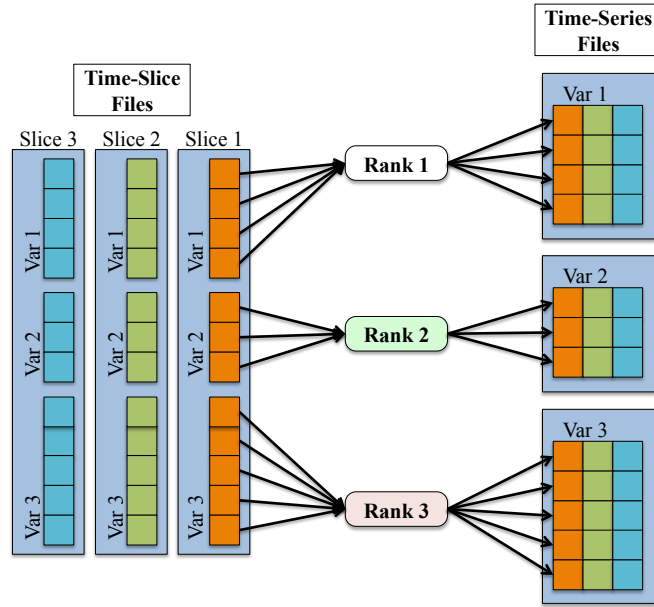 Time-Slice
Files
Slice 3
Slice 2
Slice 1
Var 1
Var 2
Var 3
Var 1
Var 2
Var 3
Var 1
Var 2
Var 3
Rank 1
Rank 2
Rank 3
Time-Series
Files
Var 1
Var 2
Var 3